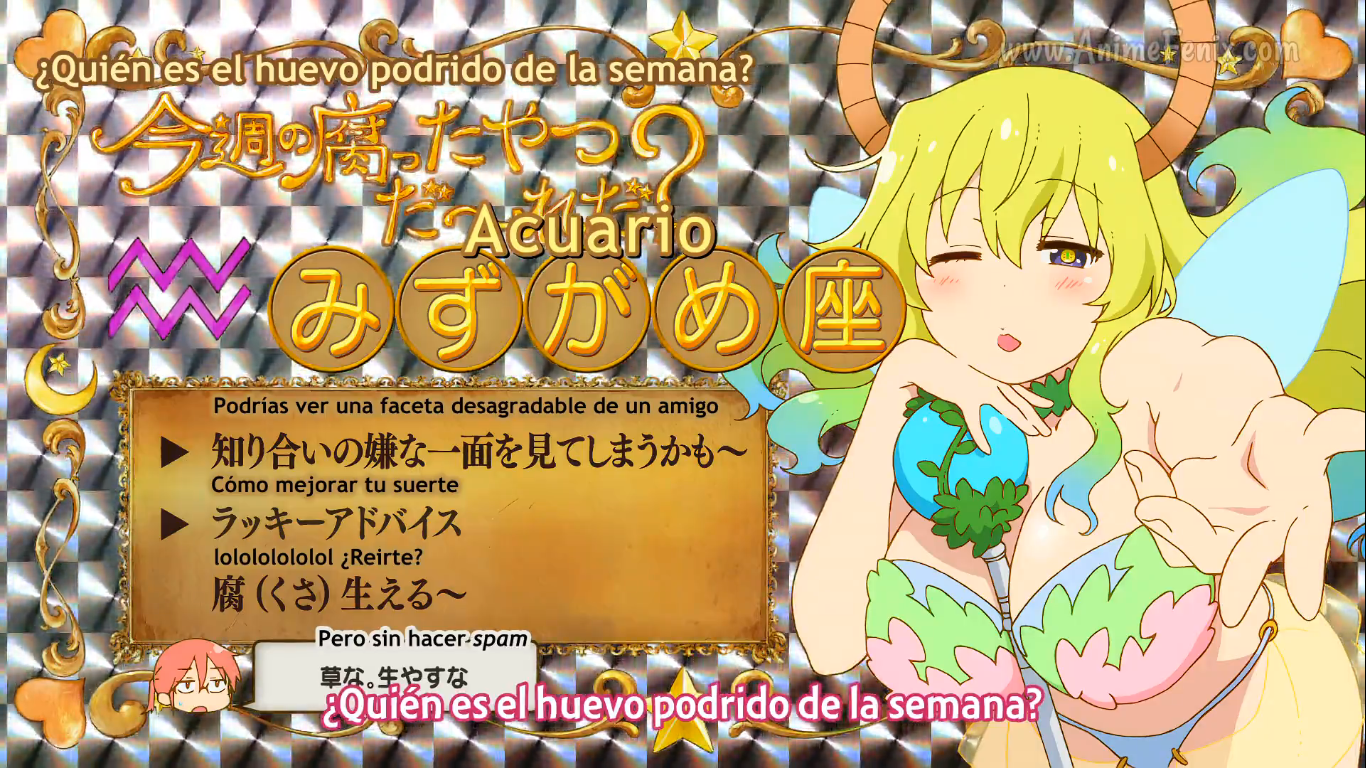 www.AnimeFenix.com
¿Quién es el huevo podrido de la semana?
今週の腐ったやつ?
だ〜れだ
Acuario
みずがめ座
Podrías ver una faceta desagradable de un amigo
▶ 知り合いの嫌な一面を見てしまうかも〜
Cómo mejorar tu suerte
▶ ラッキーアドバイス
lolololololol ¿Reirte?
腐(くさ)生える〜
Pero sin hacer spam
草な。生やすな
¿Quién es el huevo podrido de la semana?